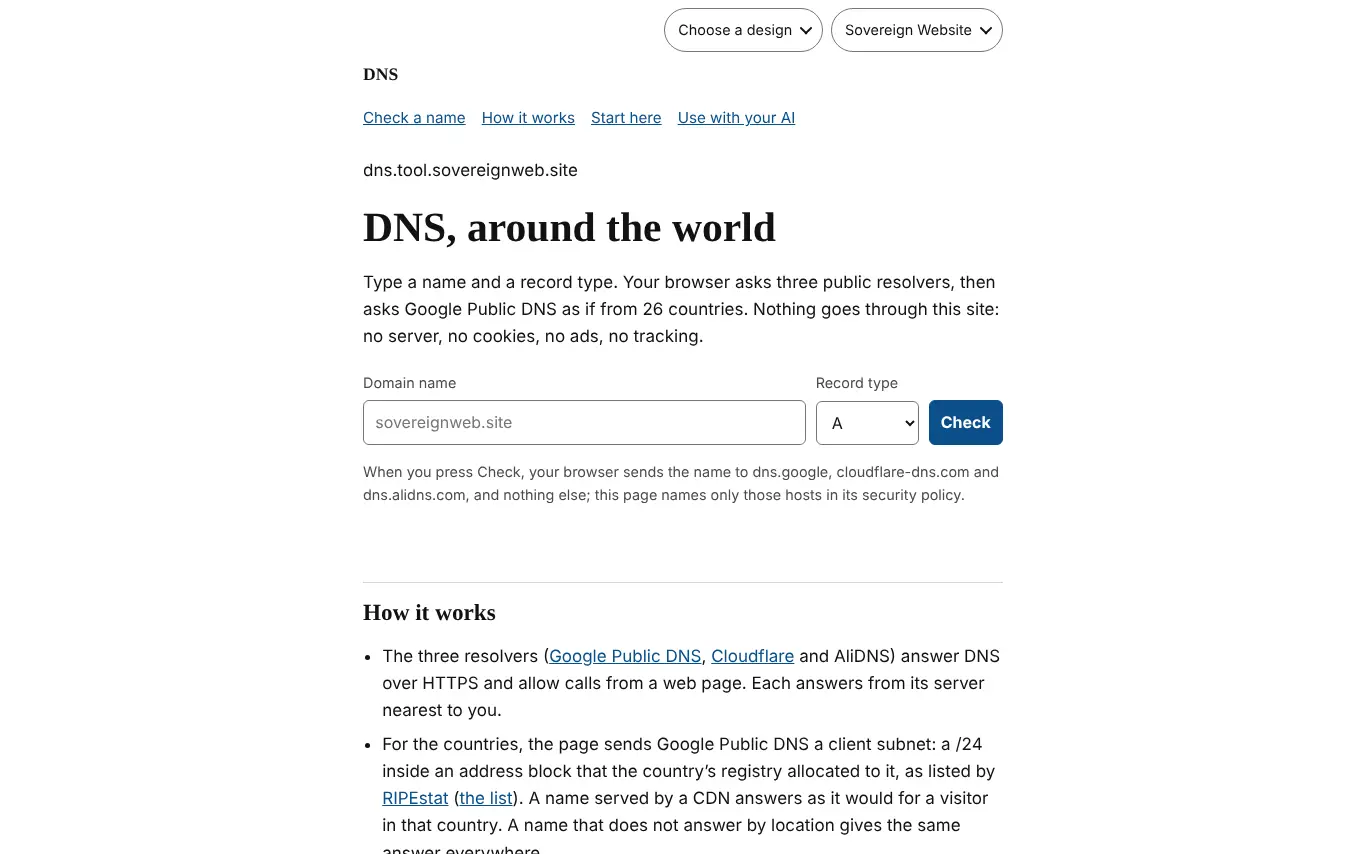 Choose a design
Sovereign Website
DNS
Check a name How it works Start here Use with your AI
dns.tool.sovereignweb.site
DNS, around the world
Type a name and a record type. Your browser asks three public resolvers, then
asks Google Public DNS as if from 26 countries. Nothing goes through this site:
no server, no cookies, no ads, no tracking.
Domain name
Record type
sovereignweb.site
A
Check
When you press Check, your browser sends the name to dns.google, cloudflare-dns.com and
dns.alidns.com, and nothing else; this page names only those hosts in its security policy.
How it works
• The three resolvers (Google Public DNS, Cloudflare and AliDNS) answer DNS
over HTTPS and allow calls from a web page. Each answers from its server
nearest to you.
• For the countries, the page sends Google Public DNS a client subnet: a /24
inside an address block that the country’s registry allocated to it, as listed by
RIPEstat (the list). A name served by a CDN answers as it would for a visitor
in that country. A name that does not answer by location gives the same
answer everywhere.